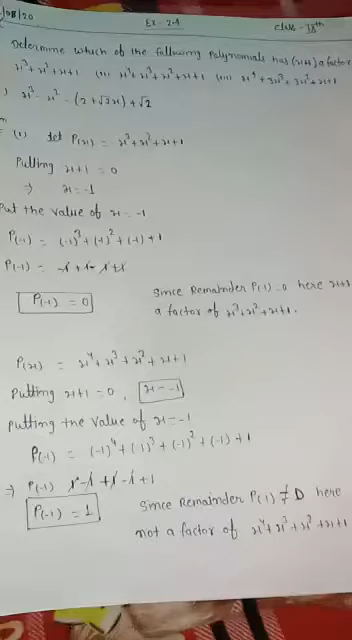 /08/20 Ex-2.4 Class-IXth
Determine which of the following Polynomials has (x+1) a factor
x³+x²+x+1 (ii) x⁴+x³+x²+x+1 (iii) x⁴+3x³+3x²+x+1
) x³-x²-(2+√2x)+√2
(i) let P(x) = x³+x²+x+1
Putting x+1=0
⇒ x=-1
Put the value of x=-1
P(-1) = (-1)³+(-1)²+(-1)+1
P(-1) = -1+1-1+1
P(-1) = 0 Since Remainder P(1)=0 here x+1
a factor of x³+x²+x+1.
P(x) = x⁴+x³+x²+x+1
Putting x+1=0, x=-1
putting the value of x=-1
P(-1) = (-1)⁴+(-1)³+(-1)²+(-1)+1
⇒ P(-1) 1-1+1-1+1
P(-1) = 1 Since Remainder P(1) ≠ 0 here
not a factor of x⁴+x³+x²+x+1